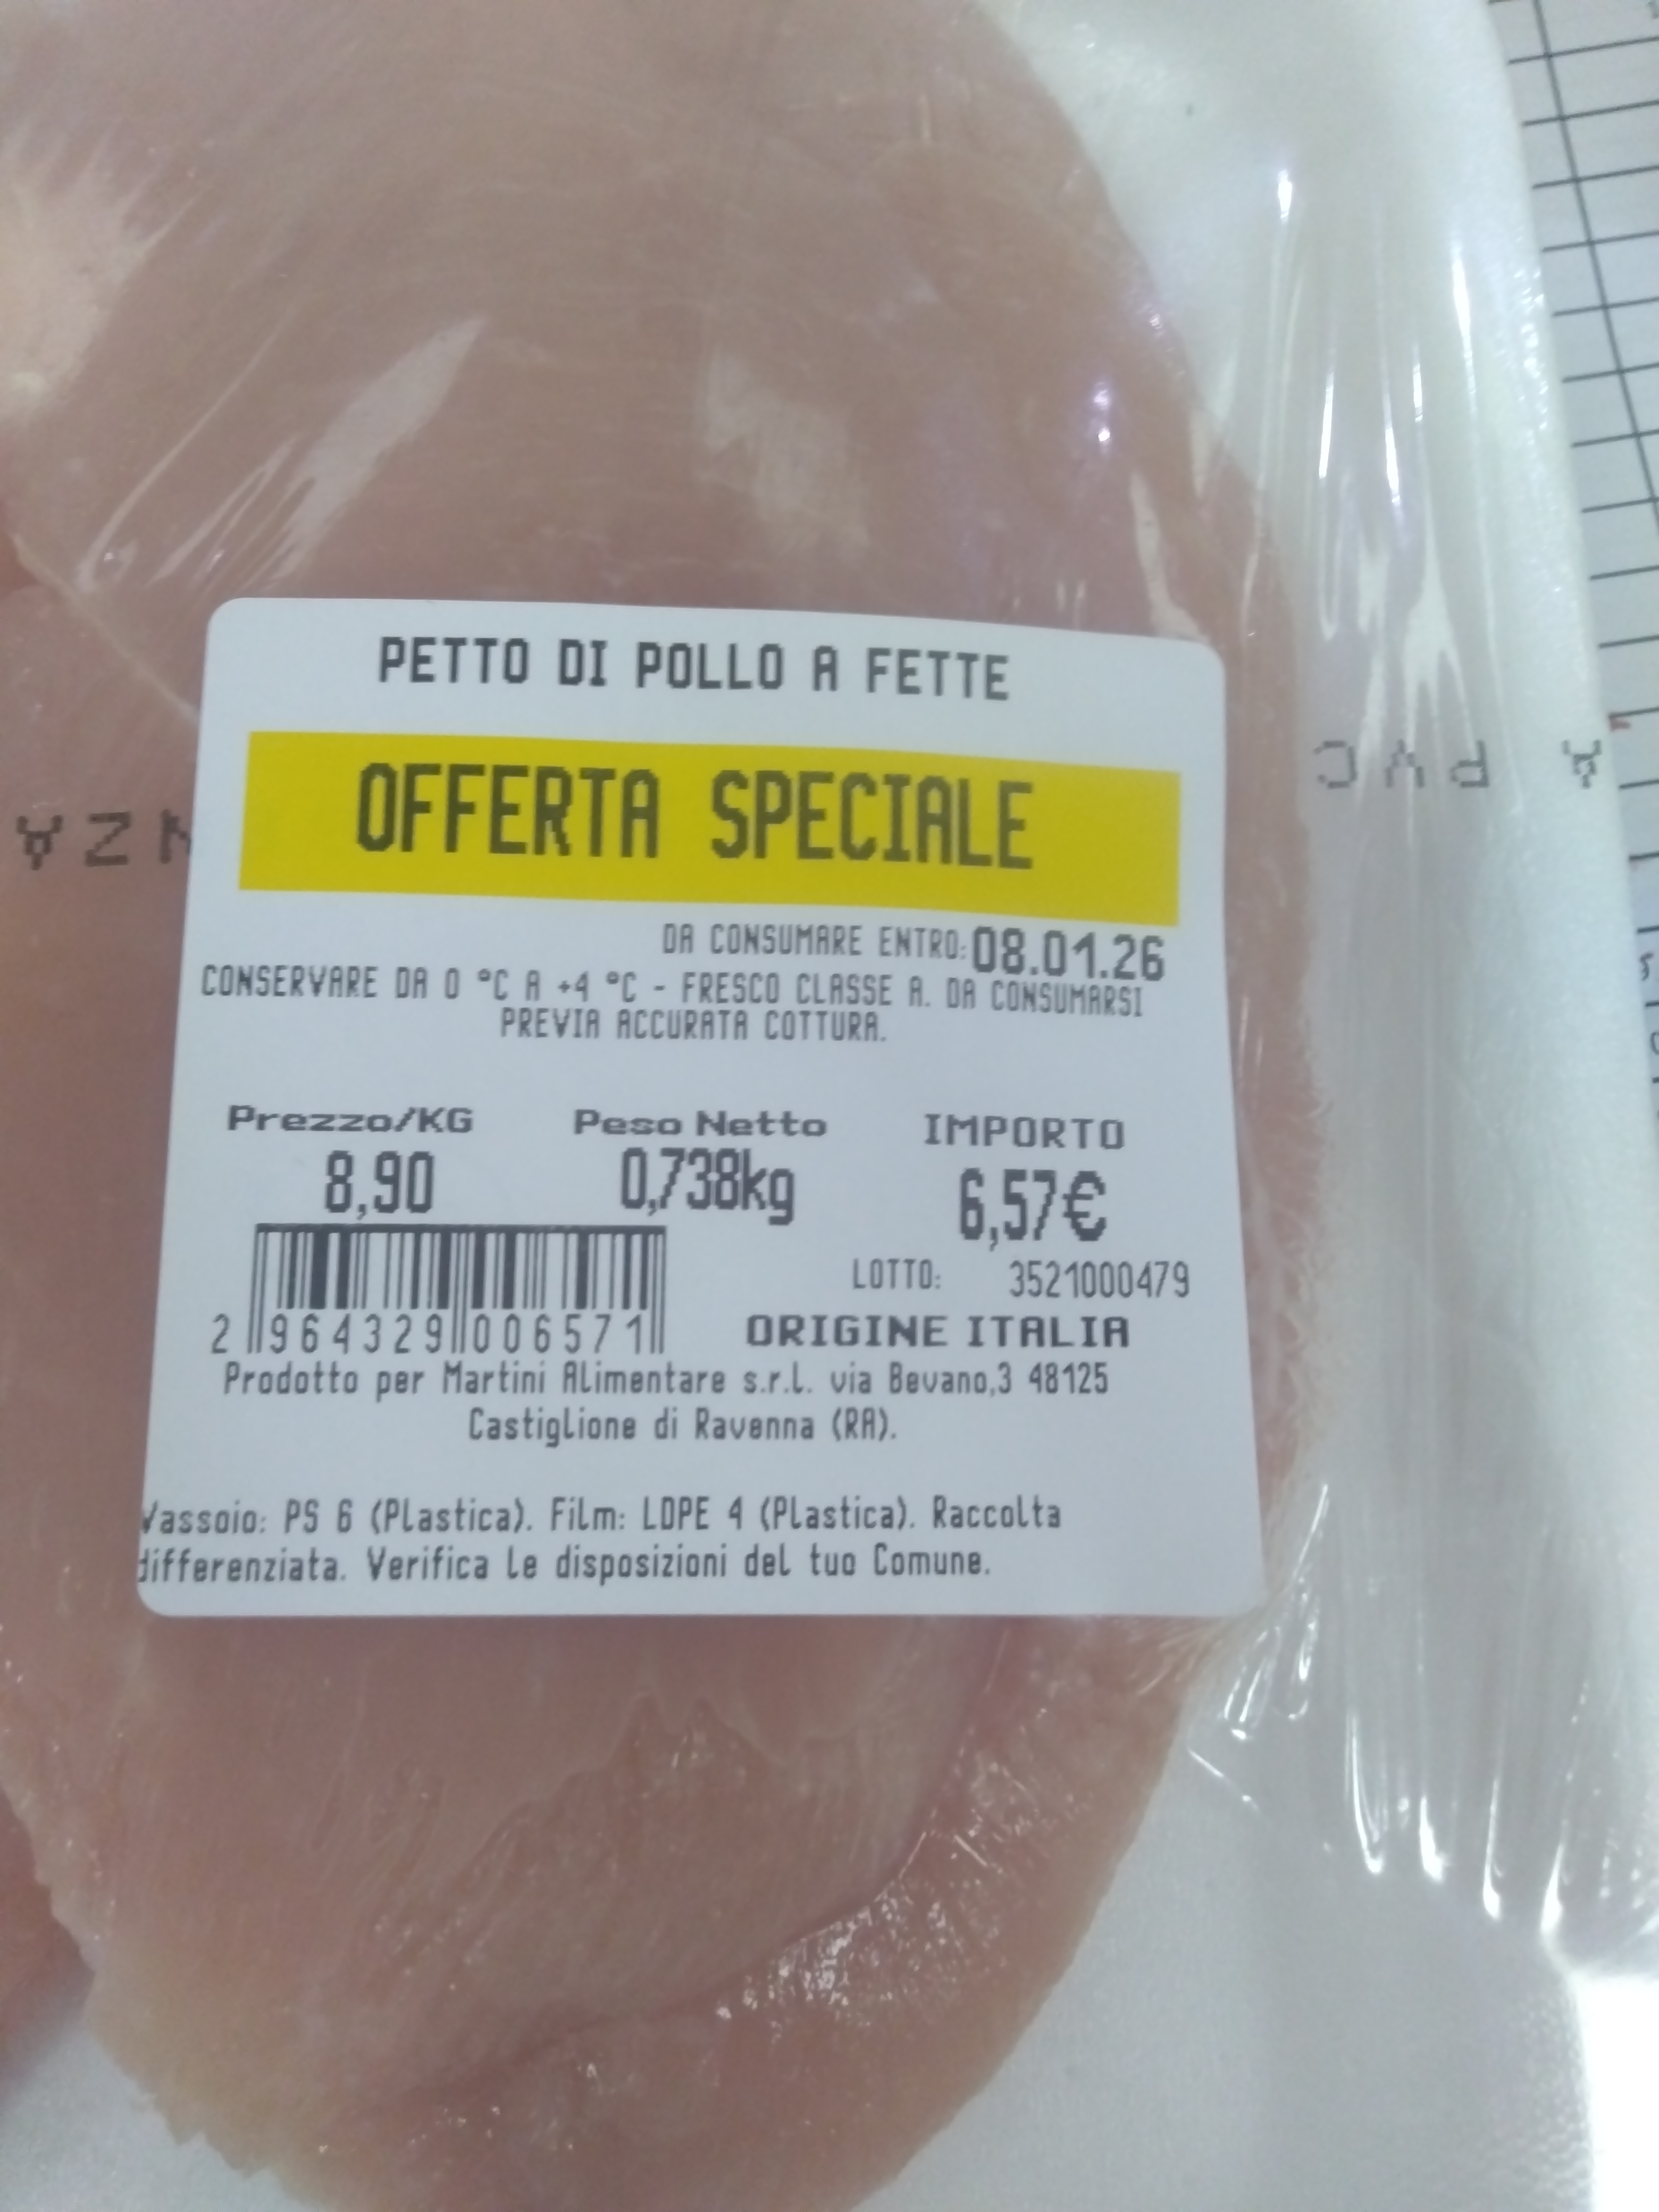 PETTO DI POLLO A FETTE
OFFERTA SPECIALE
DA CONSUMARE ENTRO: 08.01.26
CONSERVARE DA 0 °C A +4 °C - FRESCO CLASSE A. DA CONSUMARSI
PREVIA ACCURATA COTTURA.
Prezzo/KG Peso Netto IMPORTO
8,90 0,738kg 6,57€
LOTTO: 3521000479
2 964329 006571
ORIGINE ITALIA
Prodotto per Martini Alimentare s.r.l. via Bevano,3 48125
Castiglione di Ravenna (RA).
Vassoio: PS 6 (Plastica). Film: LDPE 4 (Plastica). Raccolta
differenziata. Verifica le disposizioni del tuo Comune.